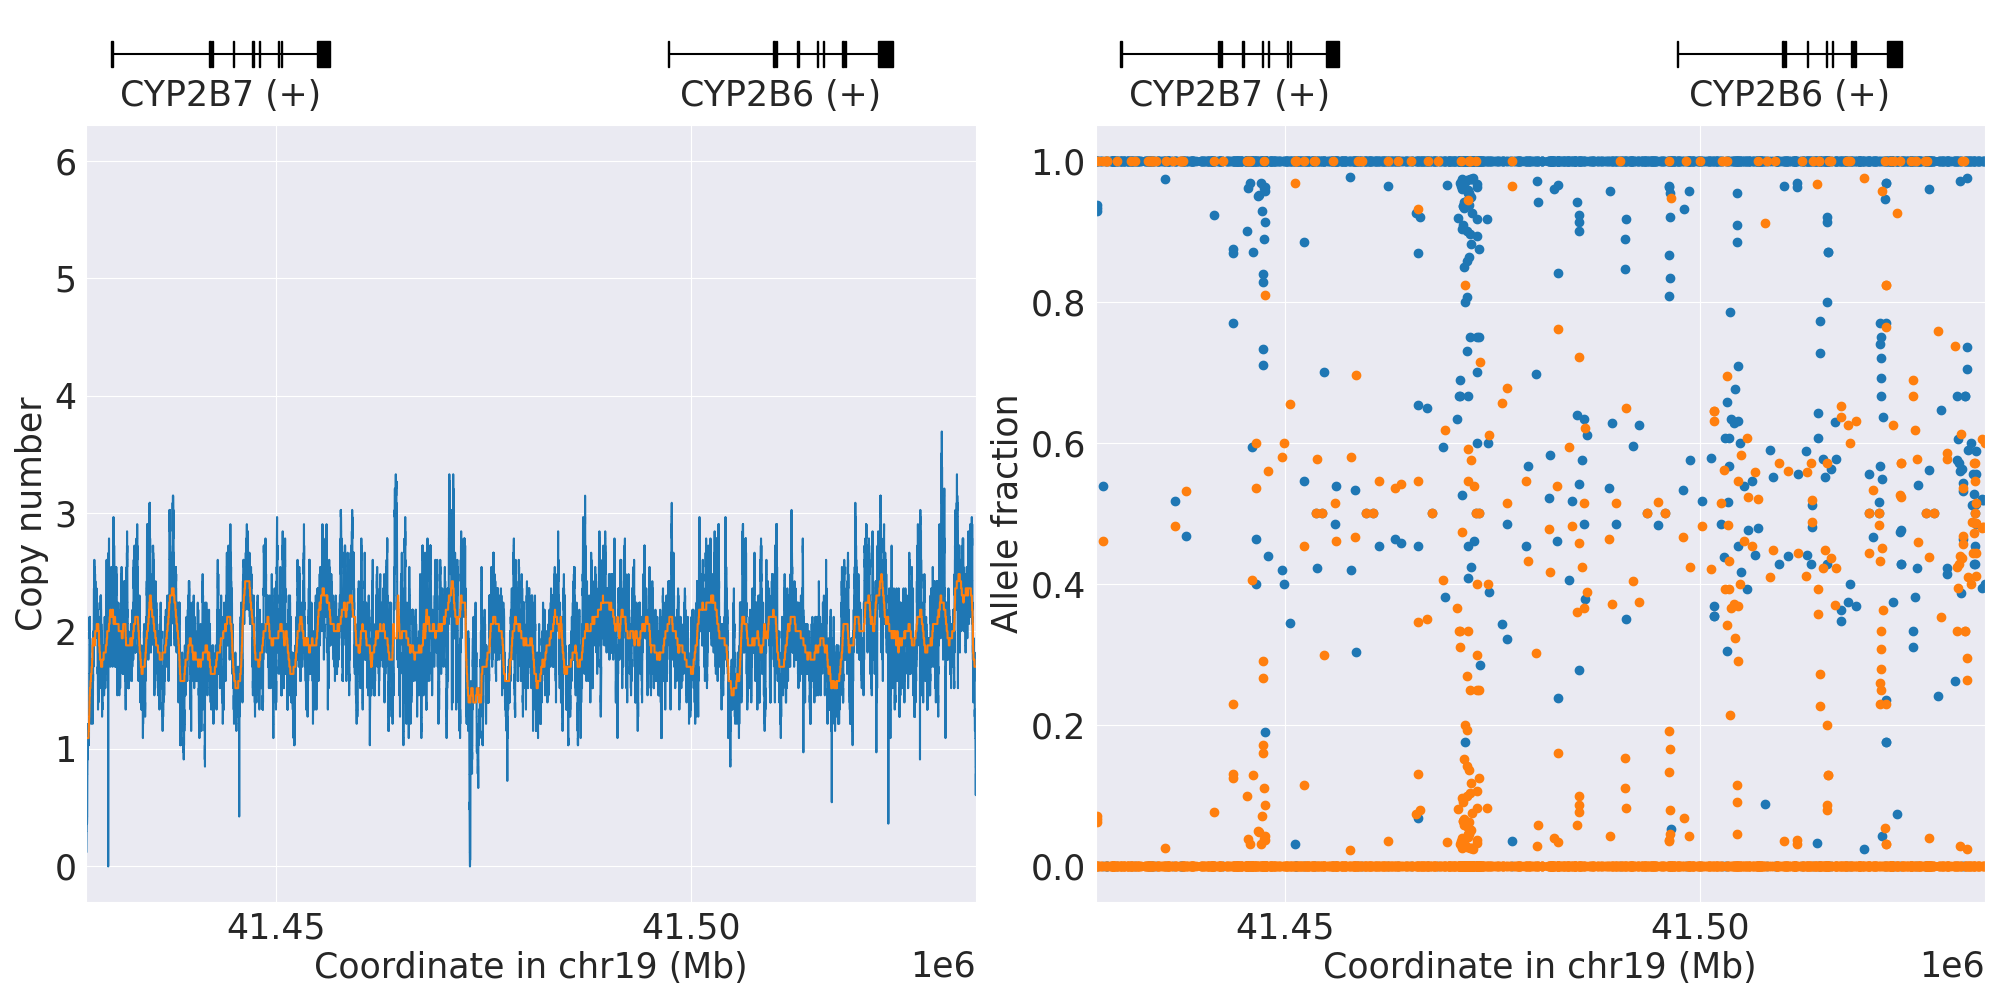 CYP2B7 (+)
CYP2B6 (+)
6
5
4
3
2
1
0
Copy number
41.45
41.50
Coordinate in chr19 (Mb)
1e6
CYP2B7 (+)
CYP2B6 (+)
1.0
0.8
0.6
0.4
0.2
0.0
Allele fraction
41.45
41.50
Coordinate in chr19 (Mb)
1e6